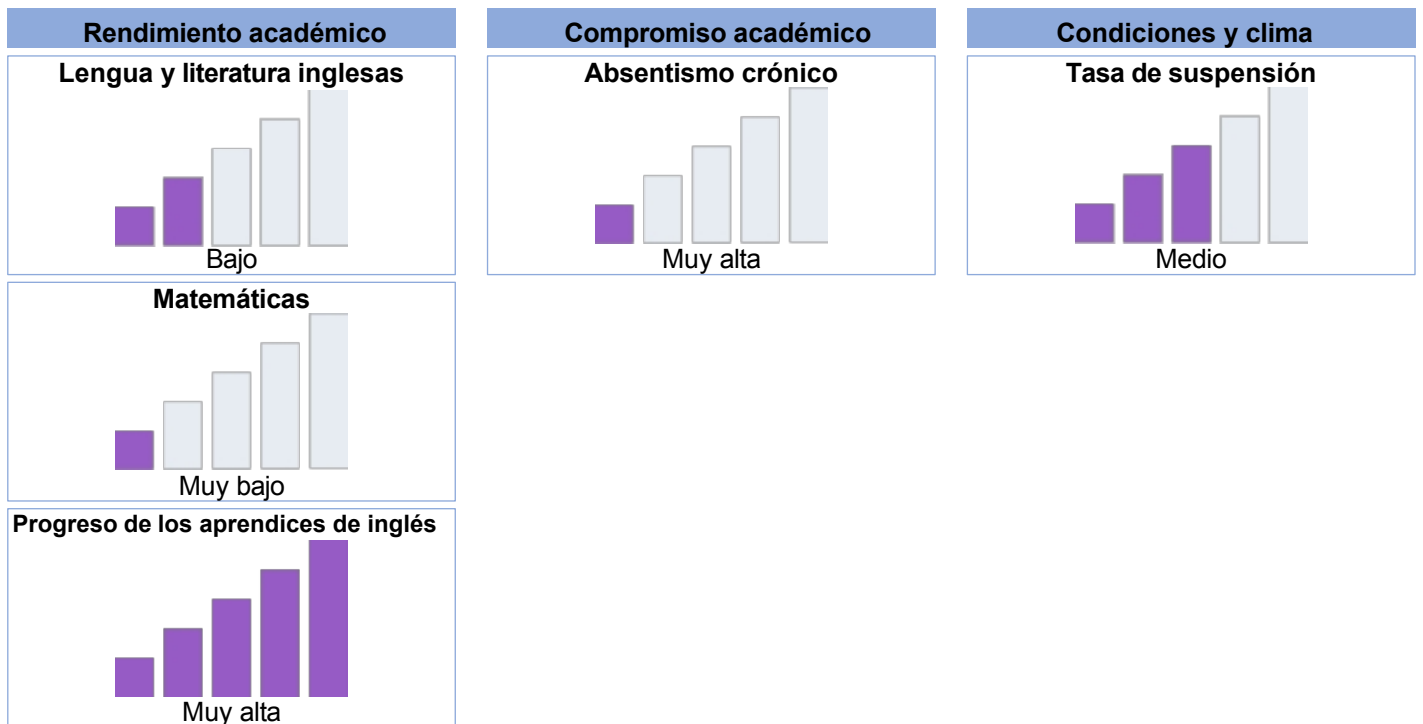 Rendimiento académico
Lengua y literatura inglesas
Bajo
Matemáticas
Muy bajo
Progreso de los aprendices de inglés
Muy alta
Compromiso académico
Absentismo crónico
Muy alta
Condiciones y clima
Tasa de suspensión
Medio